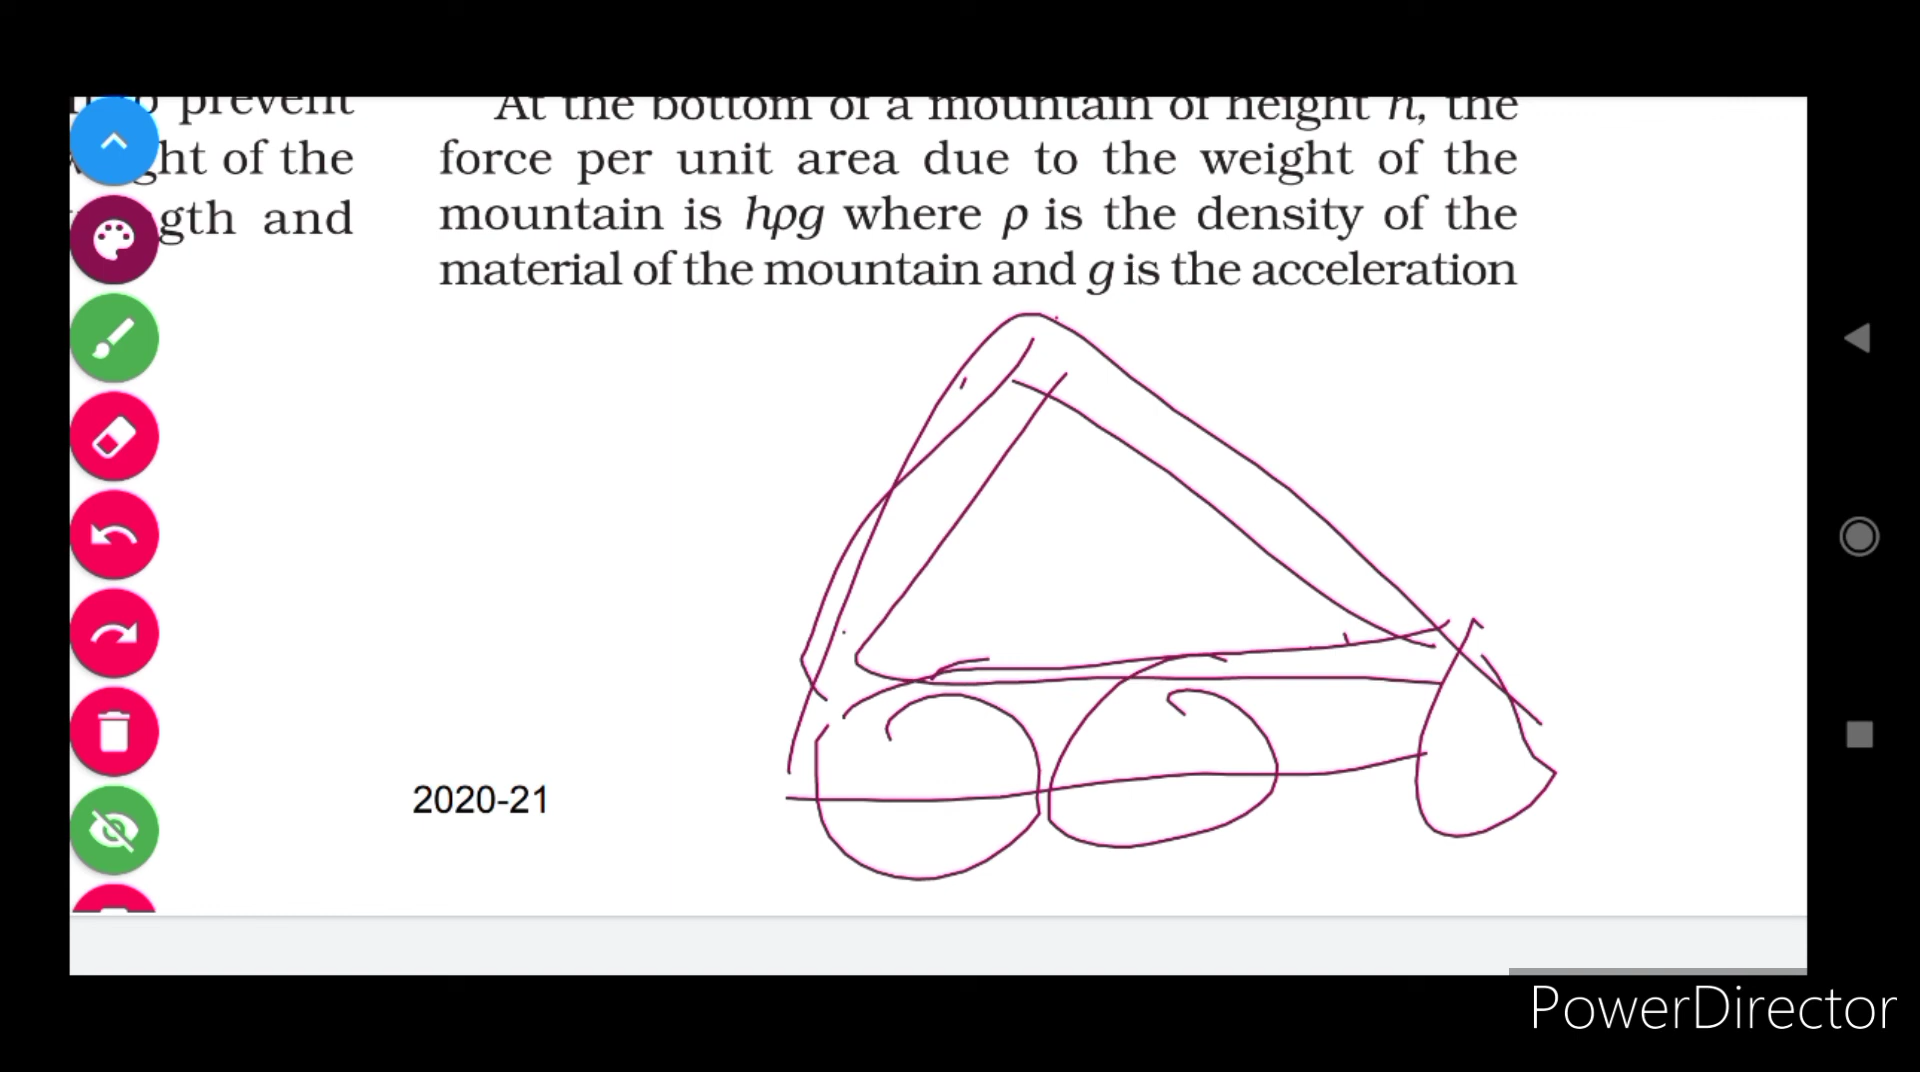 prevent
ht of the
gth and
At the bottom of a mountain of height h, the
force per unit area due to the weight of the
mountain is hρg where ρ is the density of the
material of the mountain and g is the acceleration
2020-21
PowerDirector